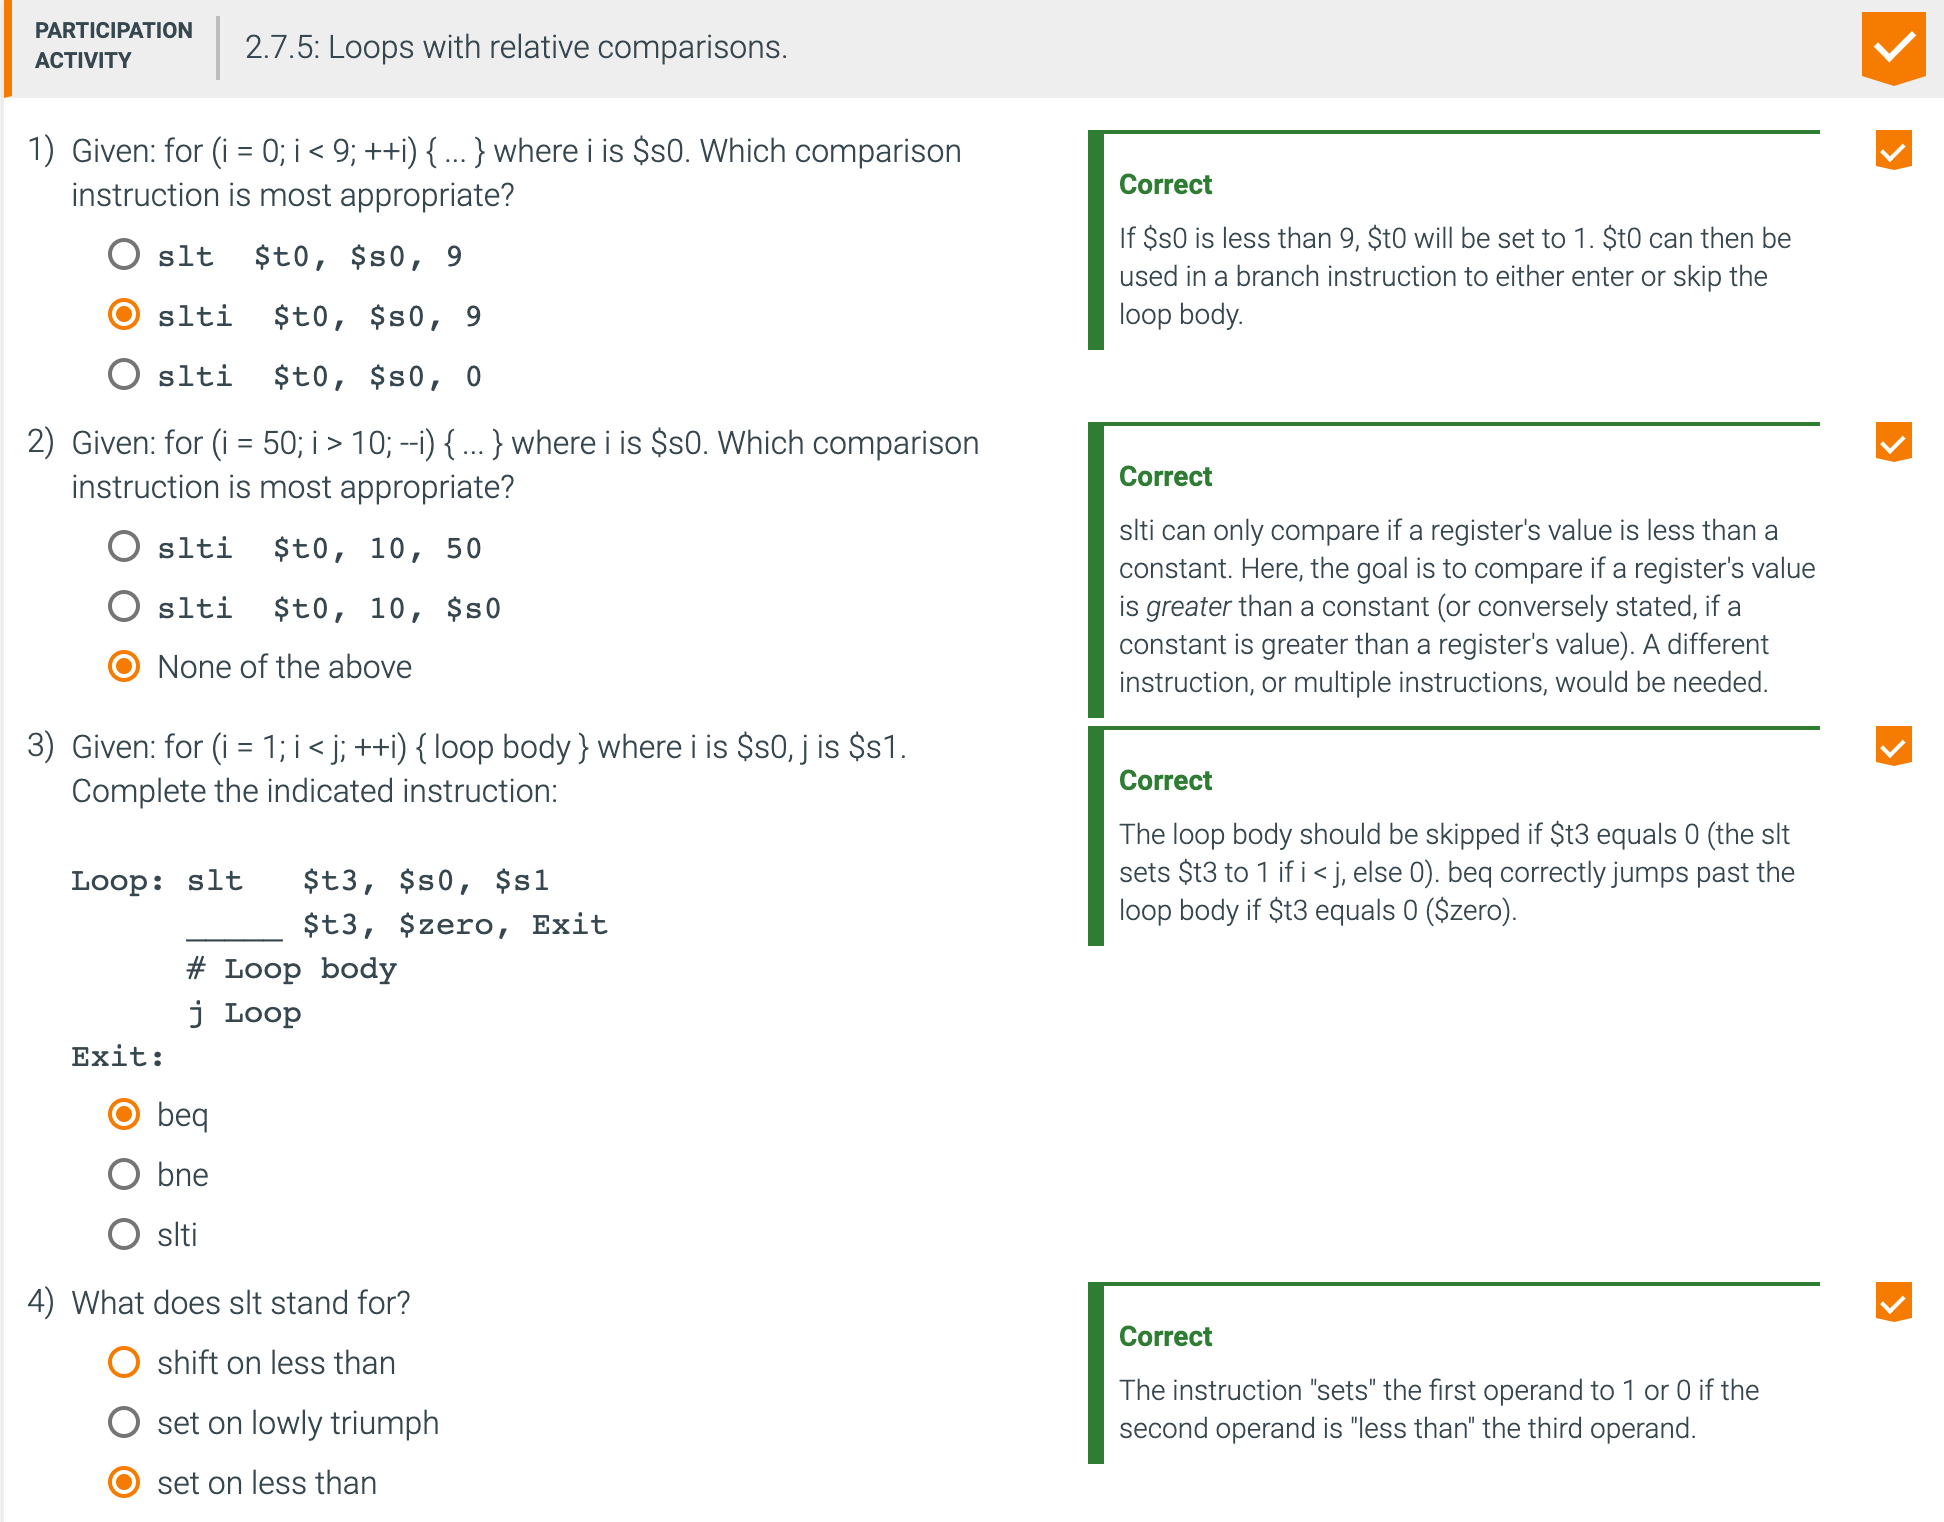 PARTICIPATION
ACTIVITY
2.7.5: Loops with relative comparisons.
1) Given: for (i = 0; i < 9; ++i) { ... } where i is $s0. Which comparison
instruction is most appropriate?
slt  $t0, $s0, 9
slti  $t0, $s0, 9
slti  $t0, $s0, 0
Correct
If $s0 is less than 9, $t0 will be set to 1. $t0 can then be
used in a branch instruction to either enter or skip the
loop body.
2) Given: for (i = 50; i > 10; --i) { ... } where i is $s0. Which comparison
instruction is most appropriate?
slti  $t0, 10, 50
slti  $t0, 10, $s0
None of the above
Correct
slti can only compare if a register's value is less than a
constant. Here, the goal is to compare if a register's value
is greater than a constant (or conversely stated, if a
constant is greater than a register's value). A different
instruction, or multiple instructions, would be needed.
3) Given: for (i = 1; i < j; ++i) { loop body } where i is $s0, j is $s1.
Complete the indicated instruction:
Loop: slt   $t3, $s0, $s1
_____ $t3, $zero, Exit
# Loop body
j Loop
Exit:
beq
bne
slti
Correct
The loop body should be skipped if $t3 equals 0 (the slt
sets $t3 to 1 if i < j, else 0). beq correctly jumps past the
loop body if $t3 equals 0 ($zero).
4) What does slt stand for?
shift on less than
set on lowly triumph
set on less than
Correct
The instruction "sets" the first operand to 1 or 0 if the
second operand is "less than" the third operand.